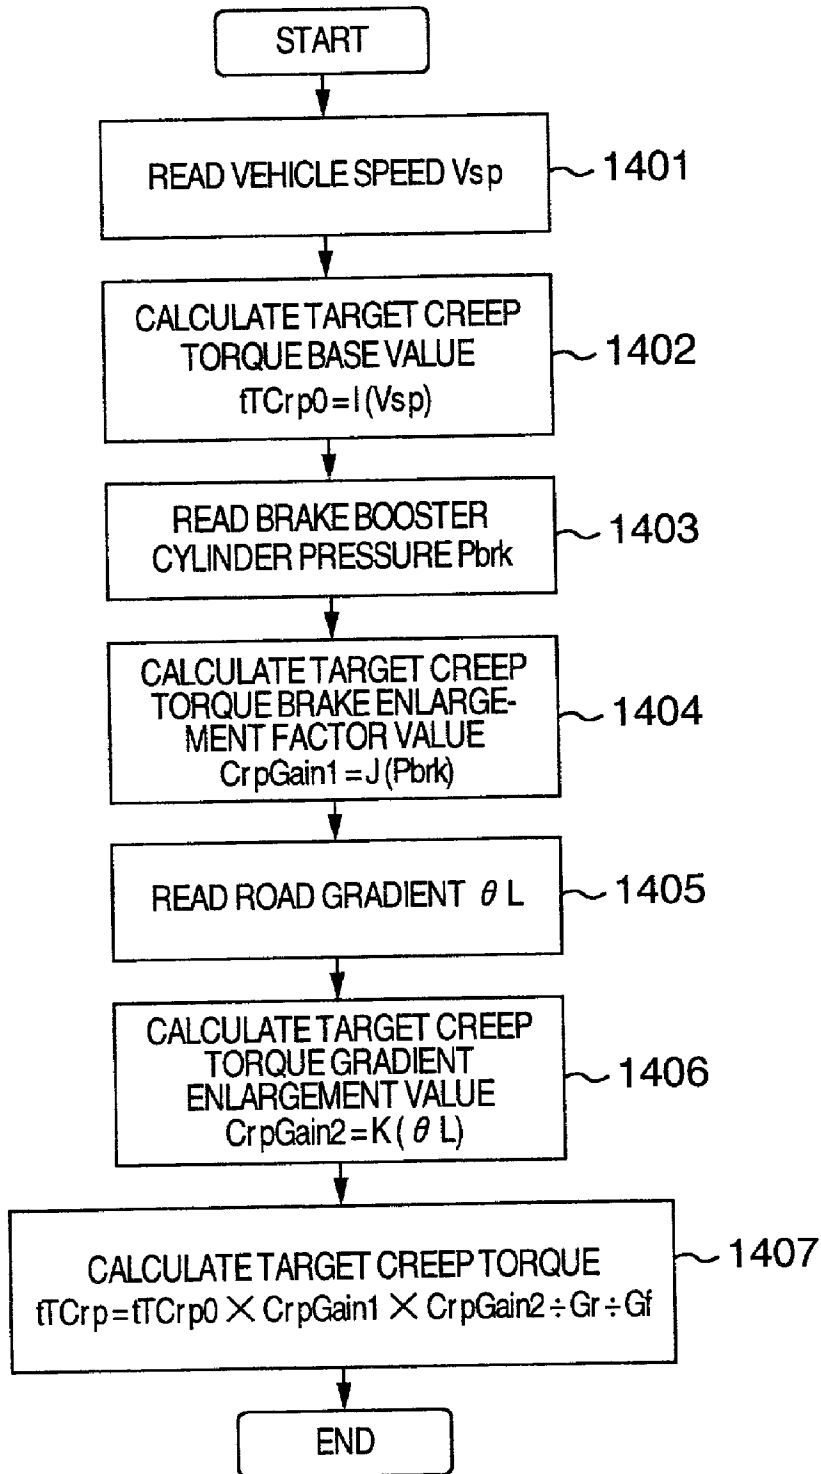 START
READ VEHICLE SPEED Vsp
1401
CALCULATE TARGET CREEP
TORQUE BASE VALUE
tTCrp0=I(Vsp)
1402
READ BRAKE BOOSTER
CYLINDER PRESSURE Pbrk
1403
CALCULATE TARGET CREEP
TORQUE BRAKE ENLARGE-
MENT FACTOR VALUE
CrpGain1=J(Pbrk)
1404
READ ROAD GRADIENT θL
1405
CALCULATE TARGET CREEP
TORQUE GRADIENT
ENLARGEMENT VALUE
CrpGain2=K(θL)
1406
CALCULATE TARGET CREEP TORQUE
tTCrp=tTCrp0×CrpGain1×CrpGain2÷Gr÷Gf
1407
END